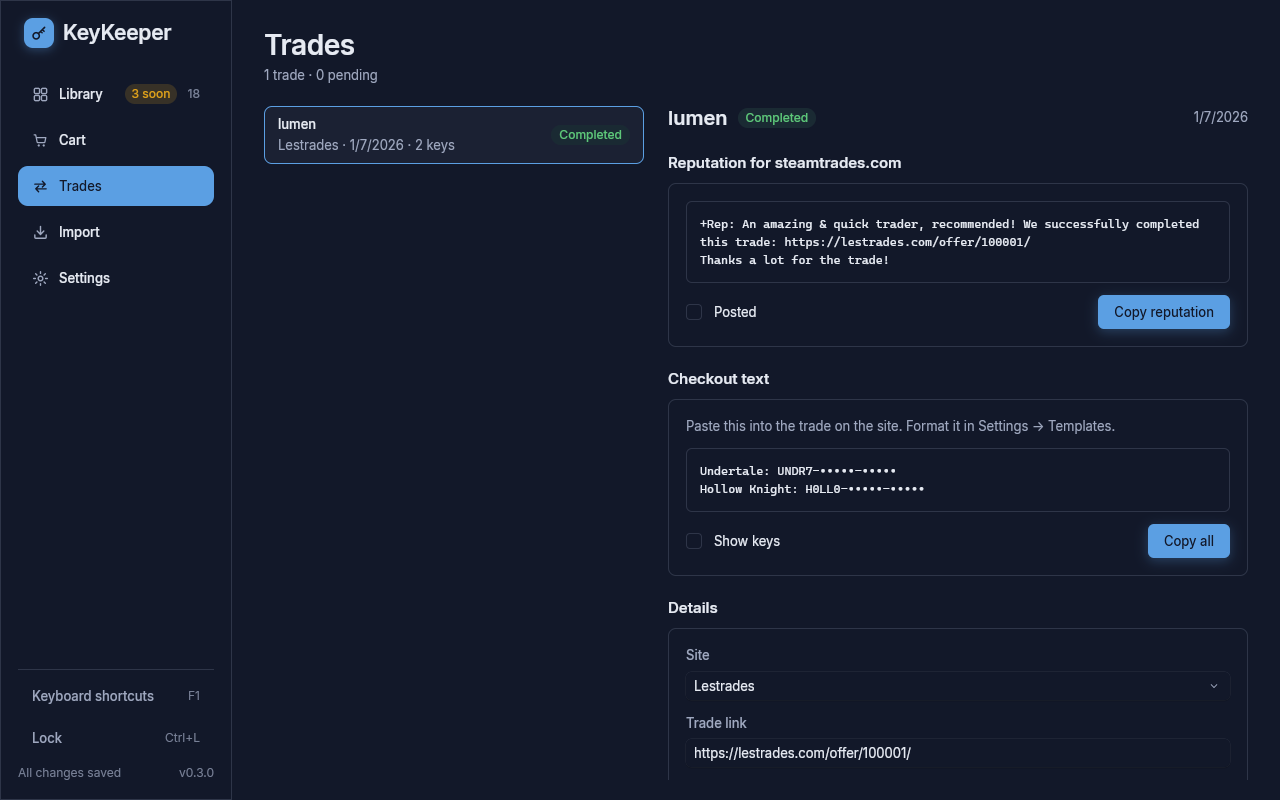 KeyKeeper
Library 3 soon 18
Cart
Trades
Import
Settings
Keyboard shortcuts F1
Lock Ctrl+L
All changes saved v0.3.0
Trades
1 trade · 0 pending
lumen
Lestrades · 1/7/2026 · 2 keys
Completed
lumen Completed 1/7/2026
Reputation for steamtrades.com
+Rep: An amazing & quick trader, recommended! We successfully completed
this trade: https://lestrades.com/offer/100001/
Thanks a lot for the trade!
Posted Copy reputation
Checkout text
Paste this into the trade on the site. Format it in Settings → Templates.
Undertale: UNDR7-•••••-•••••
Hollow Knight: H0LL0-•••••-•••••
Show keys Copy all
Details
Site
Lestrades
Trade link
https://lestrades.com/offer/100001/